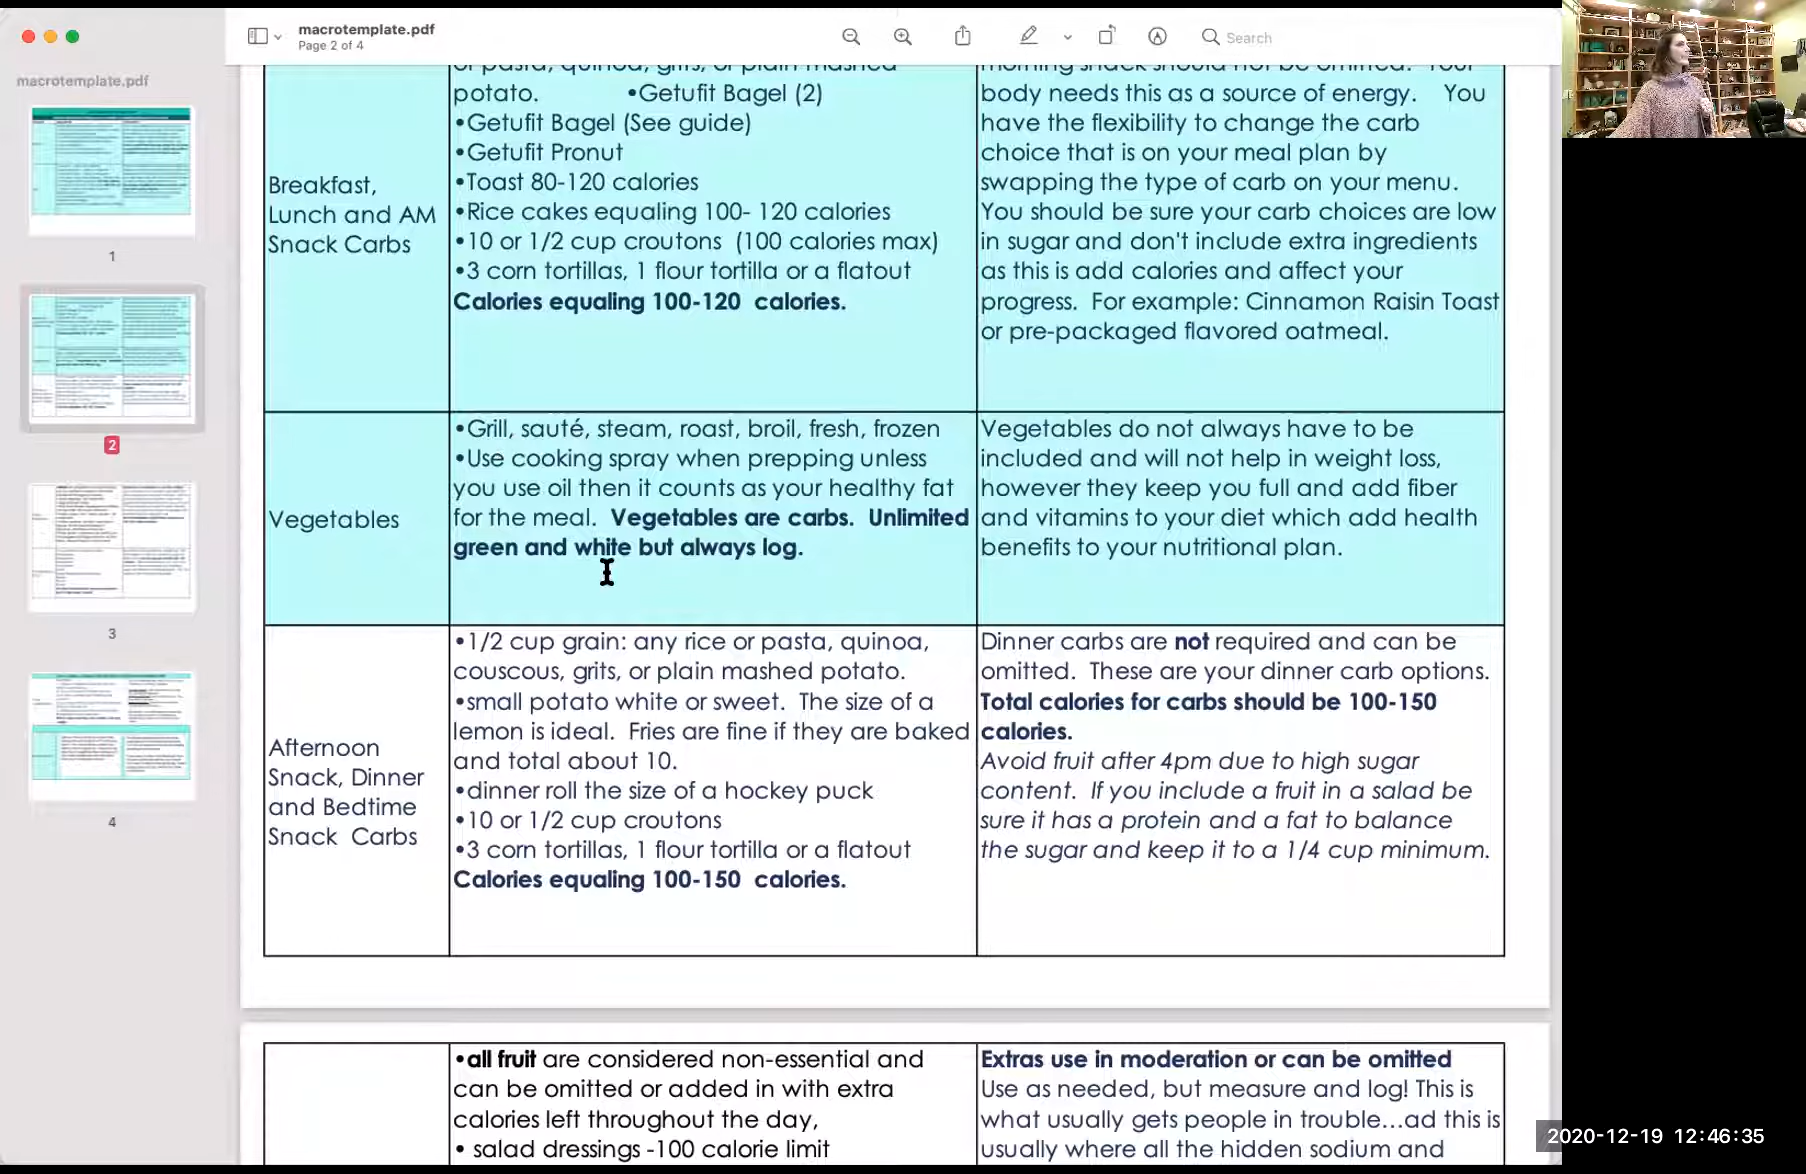 macrotemplate.pdf
Page 2 of 4
Search
macrotemplate.pdf
1
2
3
4
or pasta, quinoa, grits, or plain mashed
potato. •Getufit Bagel (2)
•Getufit Bagel (See guide)
•Getufit Pronut
•Toast 80-120 calories
•Rice cakes equaling 100- 120 calories
•10 or 1/2 cup croutons (100 calories max)
•3 corn tortillas, 1 flour tortilla or a flatout
Calories equaling 100-120 calories.
Breakfast,
Lunch and AM
Snack Carbs
morning snack should not be omitted. Your
body needs this as a source of energy. You
have the flexibility to change the carb
choice that is on your meal plan by
swapping the type of carb on your menu.
You should be sure your carb choices are low
in sugar and don't include extra ingredients
as this is add calories and affect your
progress. For example: Cinnamon Raisin Toast
or pre-packaged flavored oatmeal.
Vegetables
•Grill, sauté, steam, roast, broil, fresh, frozen
•Use cooking spray when prepping unless
you use oil then it counts as your healthy fat
for the meal. Vegetables are carbs. Unlimited
green and white but always log.
Vegetables do not always have to be
included and will not help in weight loss,
however they keep you full and add fiber
and vitamins to your diet which add health
benefits to your nutritional plan.
Afternoon
Snack, Dinner
and Bedtime
Snack Carbs
•1/2 cup grain: any rice or pasta, quinoa,
couscous, grits, or plain mashed potato.
•small potato white or sweet. The size of a
lemon is ideal. Fries are fine if they are baked
and total about 10.
•dinner roll the size of a hockey puck
•10 or 1/2 cup croutons
•3 corn tortillas, 1 flour tortilla or a flatout
Calories equaling 100-150 calories.
Dinner carbs are not required and can be
omitted. These are your dinner carb options.
Total calories for carbs should be 100-150
calories.
Avoid fruit after 4pm due to high sugar
content. If you include a fruit in a salad be
sure it has a protein and a fat to balance
the sugar and keep it to a 1/4 cup minimum.
•all fruit are considered non-essential and
can be omitted or added in with extra
calories left throughout the day,
• salad dressings -100 calorie limit
Extras use in moderation or can be omitted
Use as needed, but measure and log! This is
what usually gets people in trouble...ad this is
usually where all the hidden sodium and
2020-12-19 12:46:35